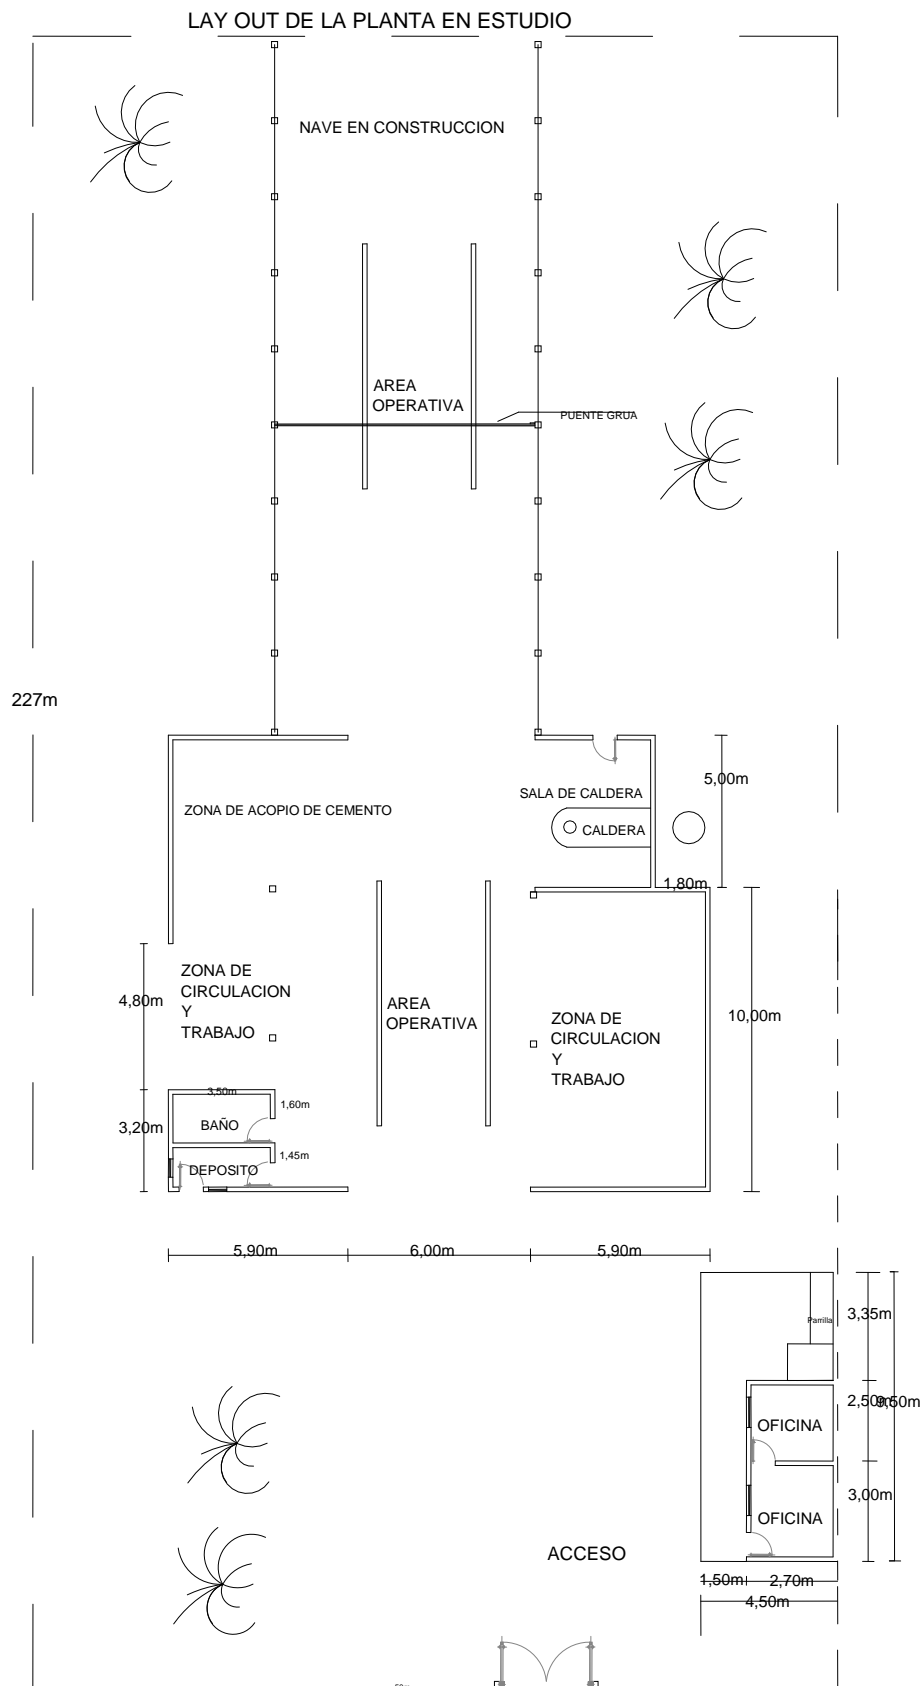 LAY OUT DE LA PLANTA EN ESTUDIO
NAVE EN CONSTRUCCION
AREA
OPERATIVA
PUENTE GRUA
227m
ZONA DE ACOPIO DE CEMENTO
SALA DE CALDERA
CALDERA
5,00m
1,80m
ZONA DE
CIRCULACION
Y
TRABAJO
4,80m
AREA
OPERATIVA
ZONA DE
CIRCULACION
Y
TRABAJO
10,00m
3,50m
1,60m
BAÑO
3,20m
1,45m
DEPOSITO
5,90m
6,00m
5,90m
Parrilla
3,35m
2,50m
9,50m
OFICINA
3,00m
OFICINA
ACCESO
1,50m
2,70m
4,50m